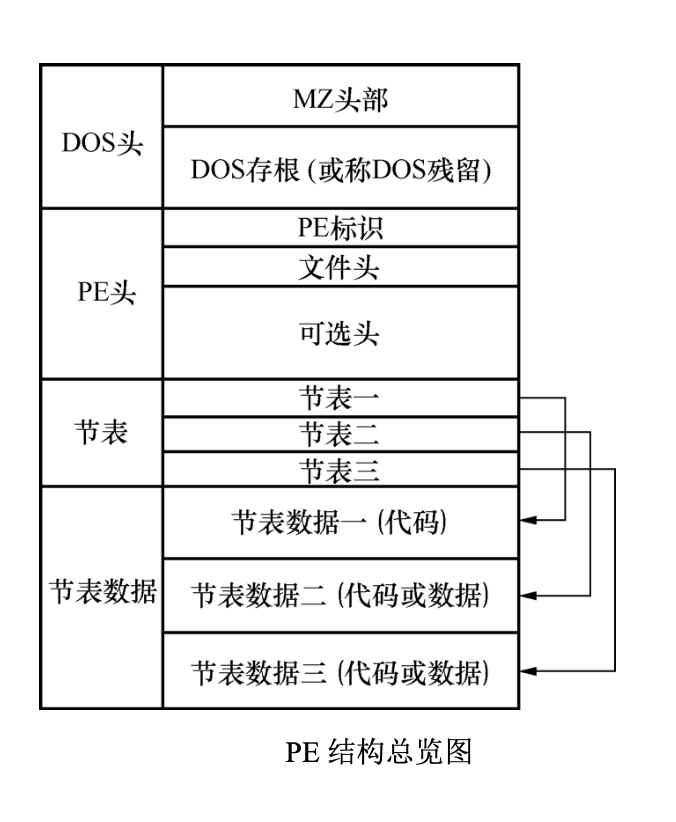 DOS头
MZ头部
DOS存根 (或称DOS残留)
PE头
PE标识
文件头
可选头
节表
节表一
节表二
节表三
节表数据
节表数据一 (代码)
节表数据二 (代码或数据)
节表数据三 (代码或数据)
PE 结构总览图